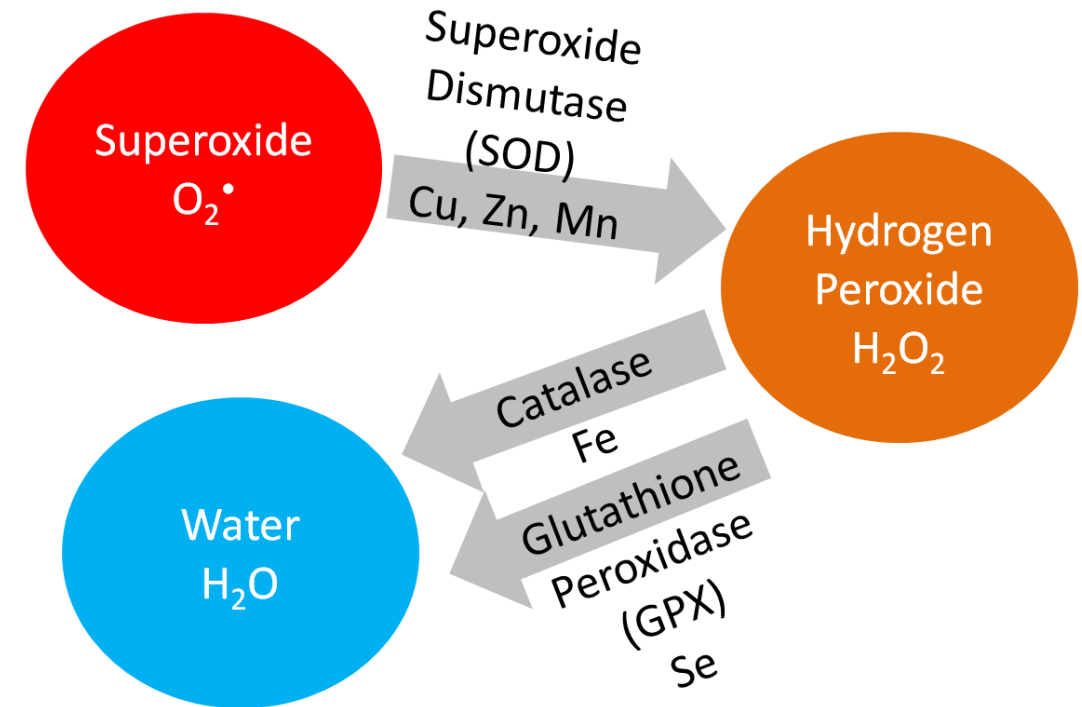 Superoxide
O₂•
Superoxide
Dismutase
(SOD)
Cu, Zn, Mn
Hydrogen
Peroxide
H₂O₂
Catalase
Fe
Glutathione
Peroxidase
(GPX)
Se
Water
H₂O